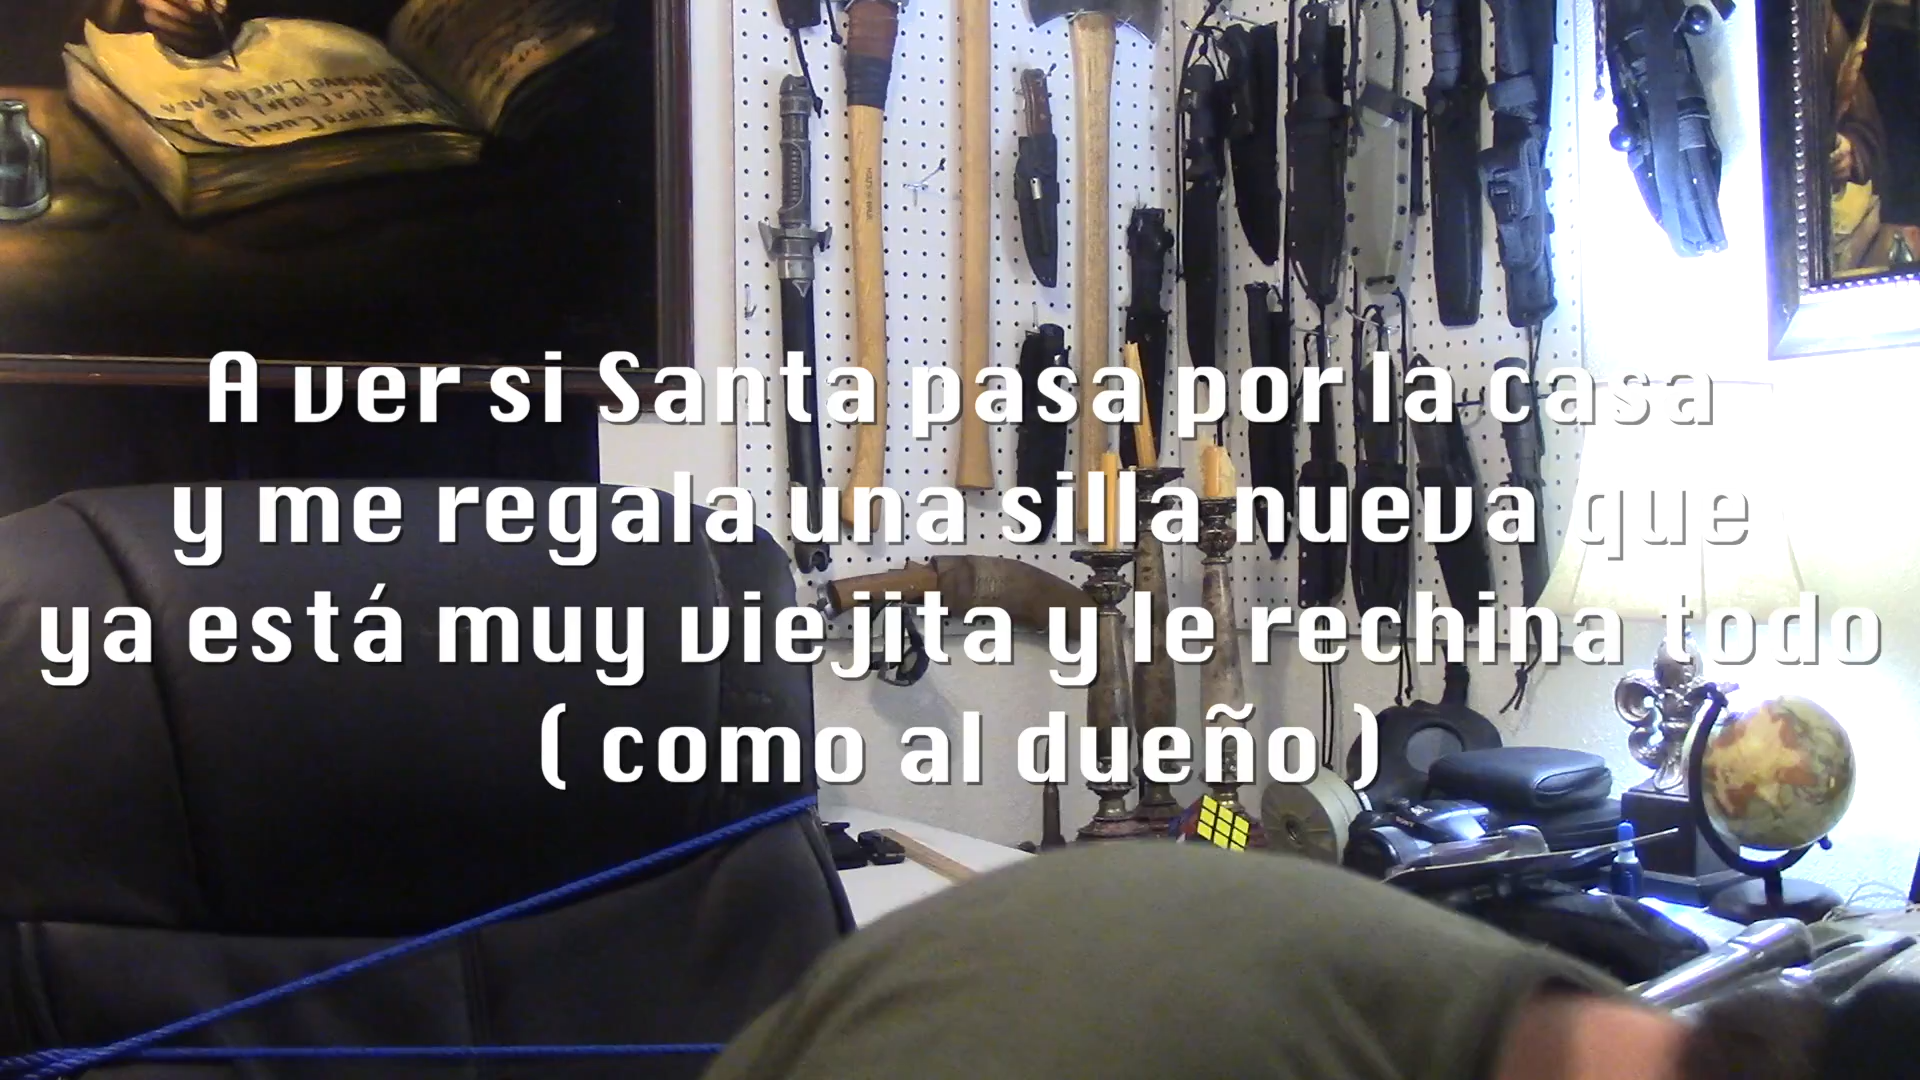 A ver si Santa pasa por la casa
y me regala una silla nueva que
ya está muy viejita y le rechina todo
( como al dueño )